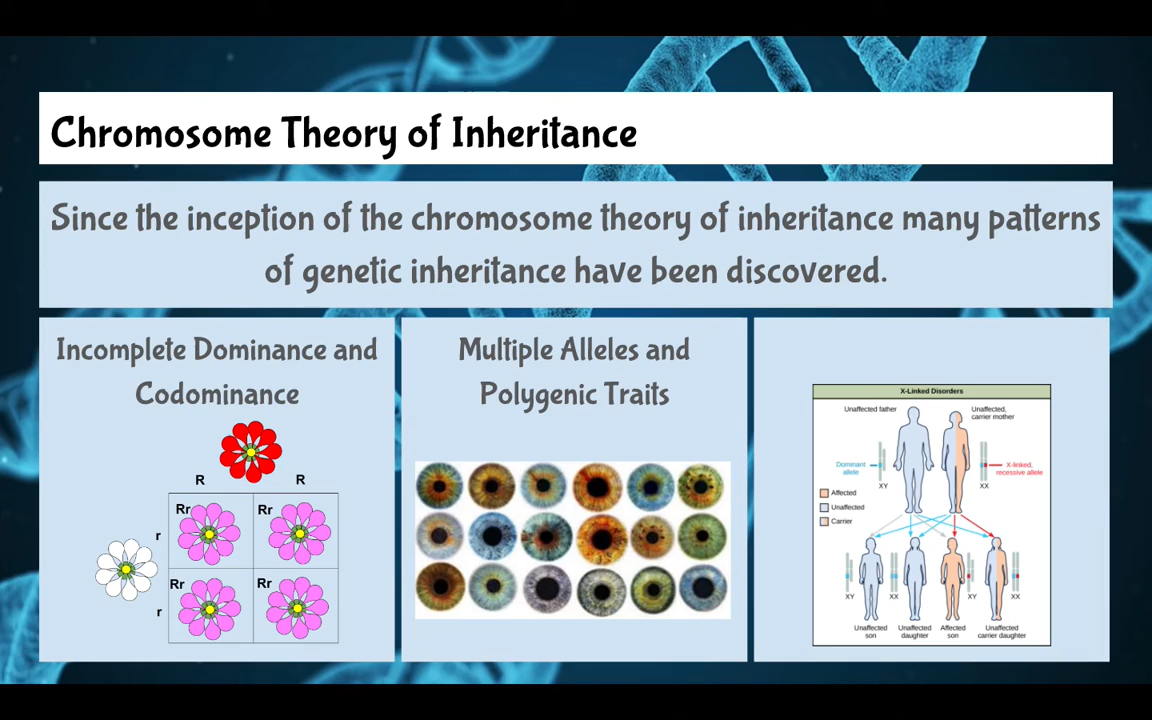 Chromosome Theory of Inheritance
Since the inception of the chromosome theory of inheritance many patterns
of genetic inheritance have been discovered.
Incomplete Dominance and
Codominance
R
R
r
Rr
Rr
r
Rr
Rr
Multiple Alleles and
Polygenic Traits
X-Linked Disorders
Unaffected father
Unaffected,
carrier mother
Dominant
allele
XY
XX
X-linked,
recessive allele
Affected
Unaffected
Carrier
XY
XX
XY
XX
Unaffected
son
Unaffected
daughter
Affected
son
Unaffected
carrier daughter